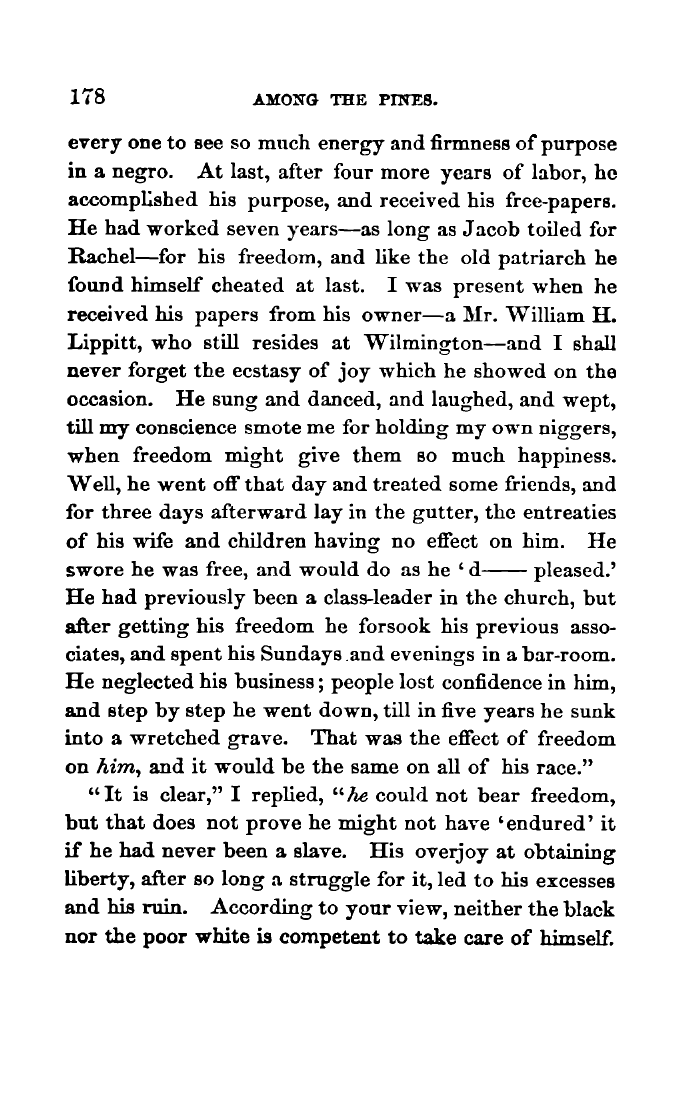 178 AMONG THE PINES.
every one to see so much energy and firmness of purpose
in a negro. At last, after four more years of labor, he
accomplished his purpose, and received his free-papers.
He had worked seven years—as long as Jacob toiled for
Rachel—for his freedom, and like the old patriarch he
found himself cheated at last. I was present when he
received his papers from his owner—a Mr. William H.
Lippitt, who still resides at Wilmington—and I shall
never forget the ecstasy of joy which he showed on the
occasion. He sung and danced, and laughed, and wept,
till my conscience smote me for holding my own niggers,
when freedom might give them so much happiness.
Well, he went off that day and treated some friends, and
for three days afterward lay in the gutter, the entreaties
of his wife and children having no effect on him. He
swore he was free, and would do as he ‘d—— pleased.’
He had previously been a class-leader in the church, but
after getting his freedom he forsook his previous asso-
ciates, and spent his Sundays and evenings in a bar-room.
He neglected his business; people lost confidence in him,
and step by step he went down, till in five years he sunk
into a wretched grave. That was the effect of freedom
on him, and it would be the same on all of his race.”
“It is clear,” I replied, “he could not bear freedom,
but that does not prove he might not have ‘endured’ it
if he had never been a slave. His overjoy at obtaining
liberty, after so long a struggle for it, led to his excesses
and his ruin. According to your view, neither the black
nor the poor white is competent to take care of himself.